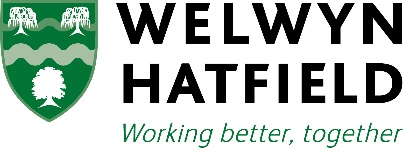 WELWYN
HATFIELD
Working better, together